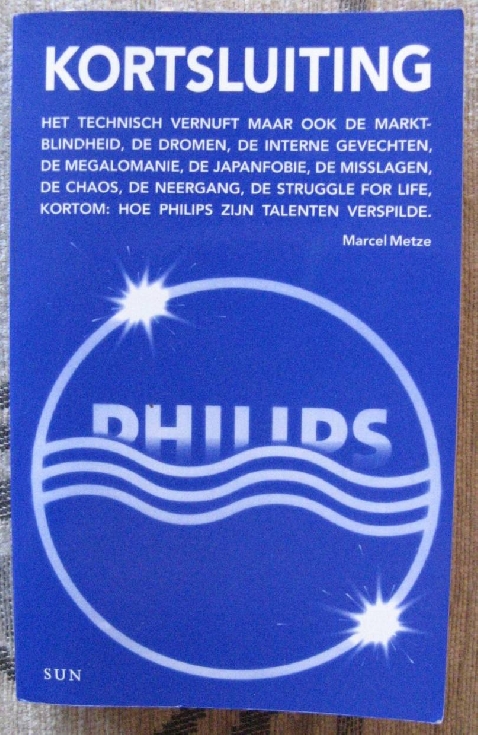 KORTSLUITING
HET TECHNISCH VERNUFT MAAR OOK DE MARKT-
BLINDHEID, DE DROMEN, DE INTERNE GEVECHTEN,
DE MEGALOMANIE, DE JAPANFOBIE, DE MISSLAGEN,
DE CHAOS, DE NEERGANG, DE STRUGGLE FOR LIFE,
KORTOM: HOE PHILIPS ZIJN TALENTEN VERSPILDE.
Marcel Metze
PHILIPS
SUN